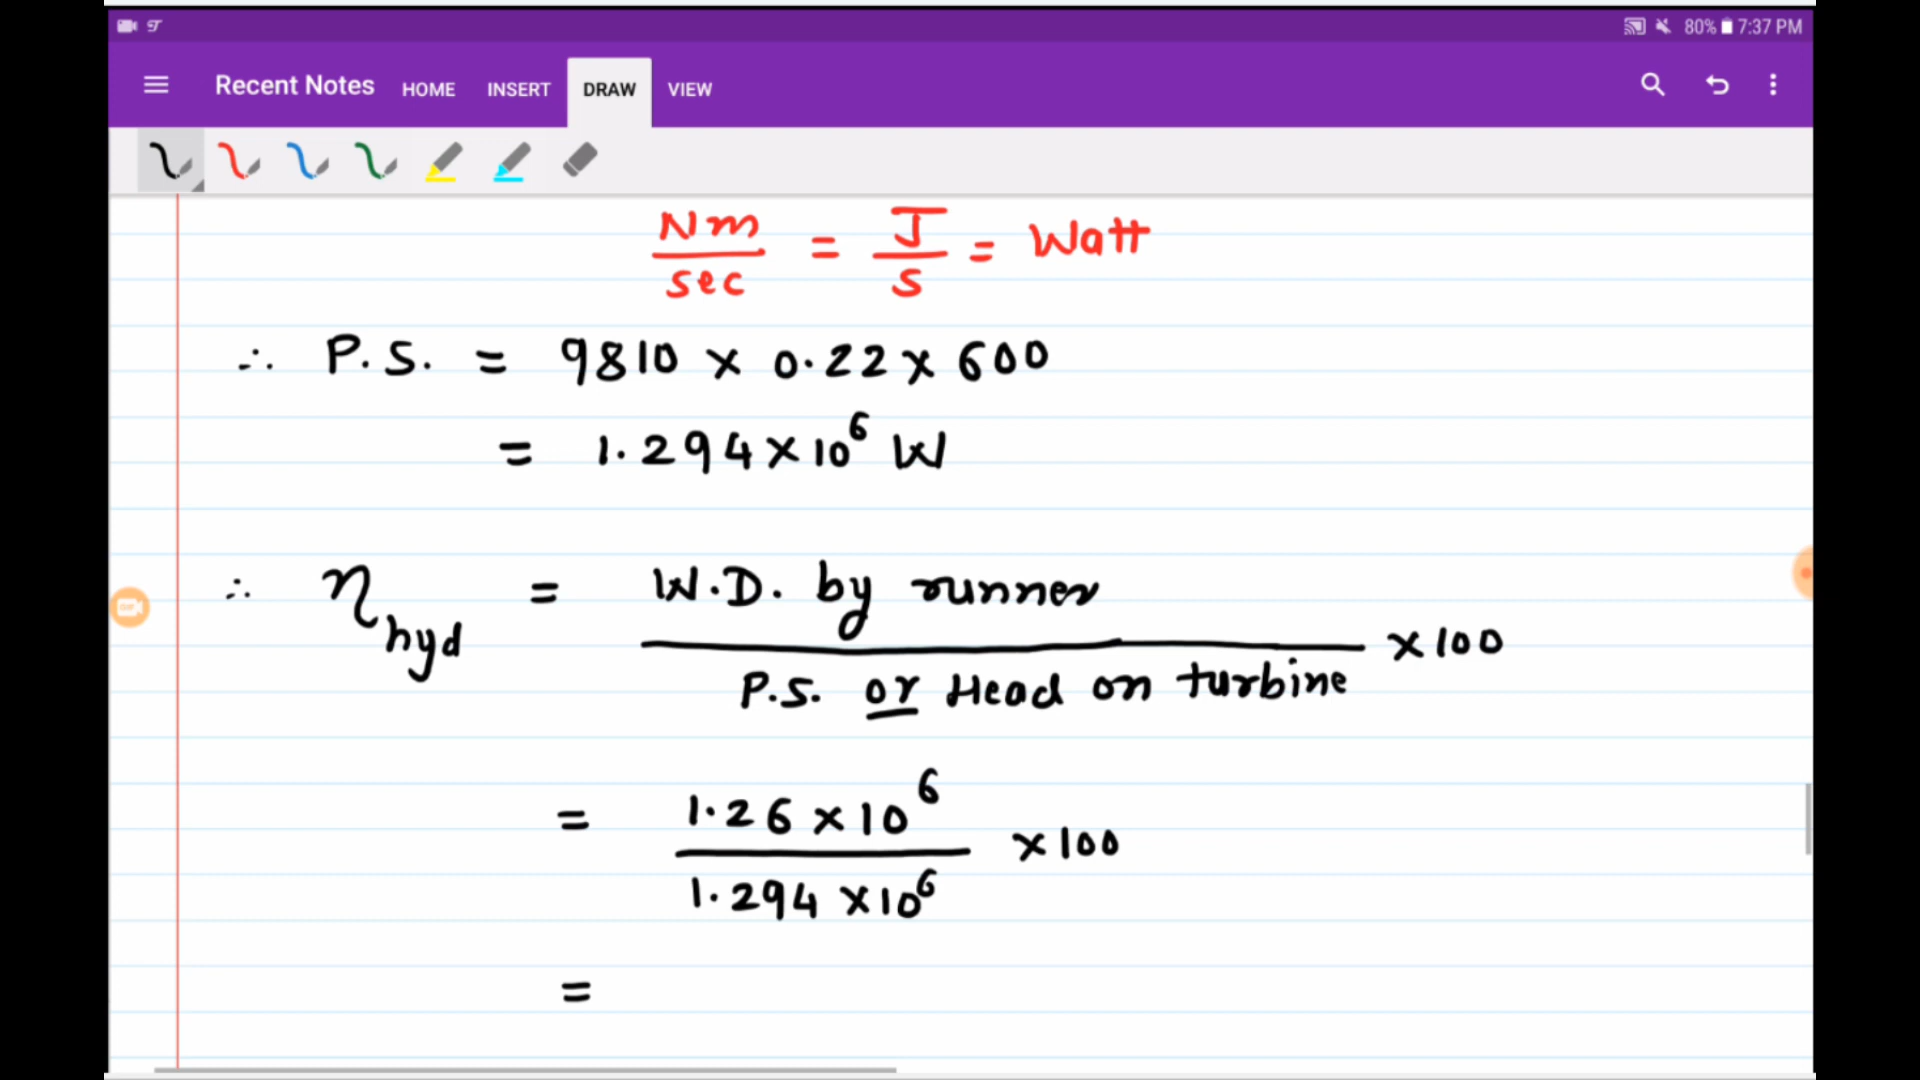 80% 7:37 PM
Recent Notes HOME INSERT DRAW VIEW
Nm/sec = J/s = Watt
∴ P.S. = 9810 × 0.22 × 600
= 1.294 × 10⁶ W
∴ η hyd = W.D. by runner / P.S. or Head on turbine × 100
= 1.26 × 10⁶ / 1.294 × 10⁶ × 100
=